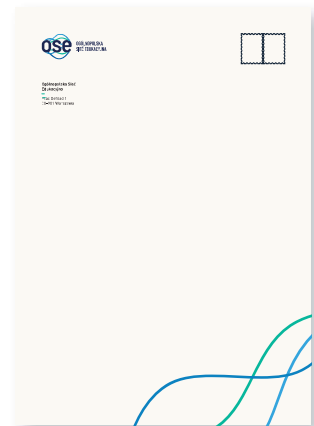 ose
OGÓLNOPOLSKA
SIEĆ EDUKACYJNA
Ogólnopolska Sieć
Edukacyjna
Warszawa